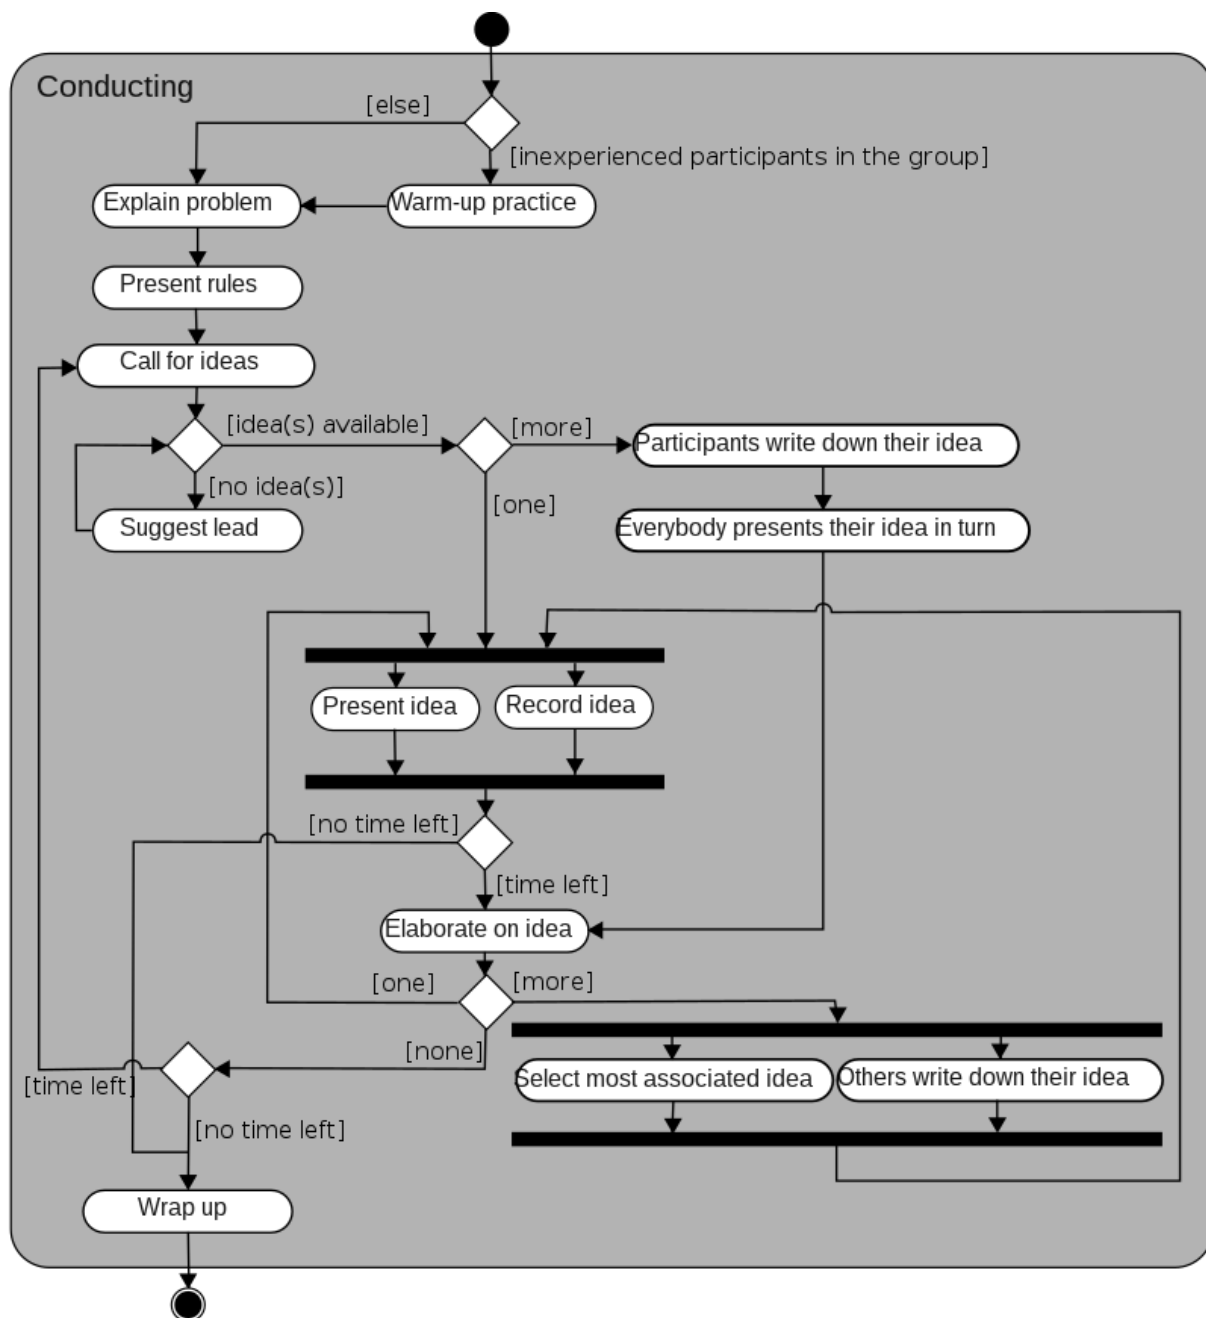 Conducting
[else]
[inexperienced participants in the group]
Explain problem
Warm-up practice
Present rules
Call for ideas
[idea(s) available]
[more]
Participants write down their idea
[no idea(s)]
[one]
Suggest lead
Everybody presents their idea in turn
Present idea
Record idea
[no time left]
[time left]
Elaborate on idea
[one]
[more]
[none]
Select most associated idea
Others write down their idea
[time left]
[no time left]
Wrap up